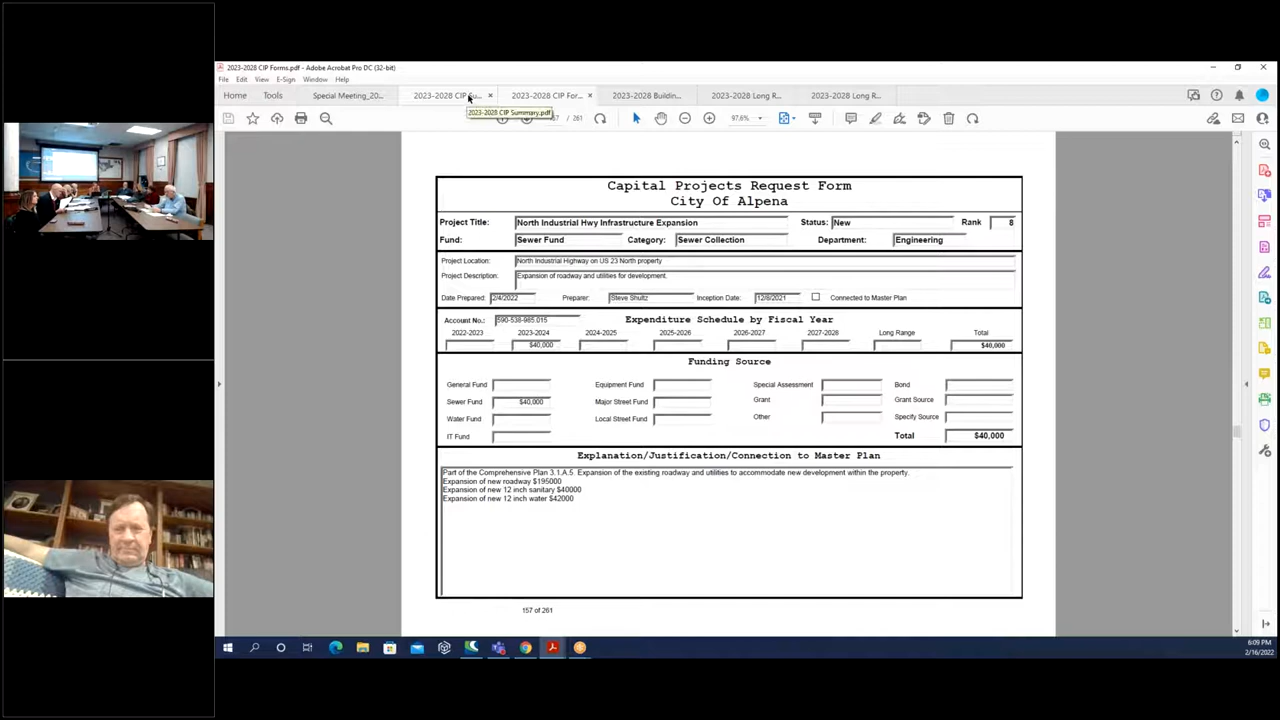 2023-2028 CIP Forms.pdf - Adobe Acrobat Pro DC (32-bit)
File Edit View E-Sign Window Help
Home Tools Special Meeting_20... 2023-2028 CIP Su... 2023-2028 CIP For... 2023-2028 Buildin... 2023-2028 Long R... 2023-2028 Long R...
2023-2028 CIP Summary.pdf
/ 261
97.6%
Capital Projects Request Form
City Of Alpena
Project Title: North Industrial Hwy Infrastructure Expansion Status: New Rank 8
Fund: Sewer Fund Category: Sewer Collection Department: Engineering
Project Location: North Industrial Highway on US 23 North property
Project Description: Expansion of roadway and utilities for development.
Date Prepared: 2/4/2022 Preparer: Steve Shultz Inception Date: 12/8/2021 Connected to Master Plan
Account No.: 590-538-985.015 Expenditure Schedule by Fiscal Year
2022-2023 2023-2024 2024-2025 2025-2026 2026-2027 2027-2028 Long Range Total
$40,000 $40,000
Funding Source
General Fund Equipment Fund Special Assessment Bond
Sewer Fund $40,000 Major Street Fund Grant Grant Source
Water Fund Local Street Fund Other Specify Source
IT Fund Total $40,000
Explanation/Justification/Connection to Master Plan
Part of the Comprehensive Plan 3.1.A.5. Expansion of the existing roadway and utilities to accommodate new development within the property.
Expansion of new roadway $195000
Expansion of new 12 inch sanitary $40000
Expansion of new 12 inch water $42000
157 of 261
6:09 PM
2/16/2022